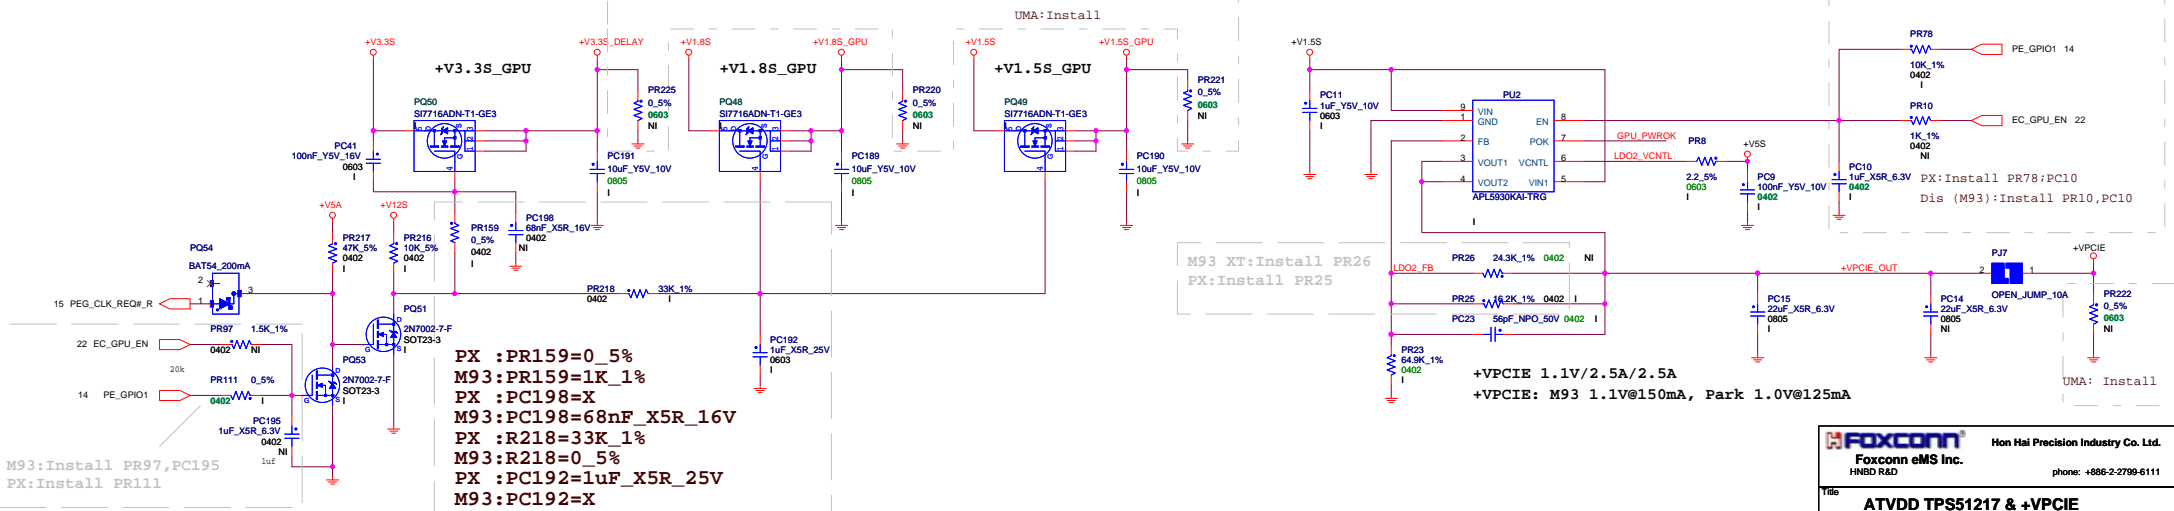 UMA:Install
+V3.3S
+V3.3S_DELAY
+V3.3S_GPU
PQ50
SI7716ADN-T1-GE3
PR225
0_5%
0603
NI
PC41
100nF_Y5V_16V
0603
I
PC191
10uF_Y5V_10V
0805
I
+V1.8S
+V1.8S_GPU
+V1.8S_GPU
PQ48
SI7716ADN-T1-GE3
PR220
0_5%
0603
NI
PC189
10uF_Y5V_10V
0805
I
+V1.5S
+V1.5S_GPU
+V1.5S_GPU
PQ49
SI7716ADN-T1-GE3
PR221
0_5%
0603
NI
PC190
10uF_Y5V_10V
0805
I
+V5A
+V12S
PR217
47K_5%
0402
I
PR216
10K_5%
0402
I
PR159
0_5%
0402
I
PC198
68nF_X5R_16V
0402
NI
PQ54
BAT54_200mA
2
1
3
15 PEG_CLK_REQ#_R
PR218
0402
33K_1%
I
PQ51
2N7002-7-F
SOT23-3
I
PR97 1.5K_1%
22 EC_GPU_EN
0402 NI
20k
PQ53
2N7002-7-F
SOT23-3
I
PR111 0_5%
14 PE_GPIO1
0402 I
PC195
1uF_X5R_6.3V
0402
NI
1uf
PC192
1uF_X5R_25V
0603
I
M93:Install PR97,PC195
PX:Install PR111
PX :PR159=0_5%
M93:PR159=1K_1%
PX :PC198=X
M93:PC198=68nF_X5R_16V
PX :R218=33K_1%
M93:R218=0_5%
PX :PC192=1uF_X5R_25V
M93:PC192=X
+V1.5S
PC11
1uF_Y5V_10V
0603
I
PU2
9 VIN
1 GND
2 FB
3 VOUT1
4 VOUT2
EN 8
POK 7
VCNTL 6
VIN1 5
APL5930KAI-TRG
I
GPU_PWROK
LDO2_VCNTL
PR8
2.2_5%
0603
I
+V5S
PC9
100nF_Y5V_10V
0402
I
PR78
10K_1%
0402
I
PE_GPIO1 14
PR10
1K_1%
0402
NI
EC_GPU_EN 22
PC10
1uF_X5R_6.3V
0402
I
PX:Install PR78;PC10
Dis (M93):Install PR10,PC10
M93 XT:Install PR26
PX:Install PR25
LDO2_FB
PR26 24.3K_1% 0402 NI
PR25 16.2K_1% 0402 I
PC23 56pF_NPO_50V 0402 I
PR23
64.9K_1%
0402
I
+VPCIE_OUT
PC15
22uF_X5R_6.3V
0805
I
PC14
22uF_X5R_6.3V
0805
NI
PJ7
2 1
OPEN_JUMP_10A
+VPCIE
PR222
0_5%
0603
NI
UMA: Install
+VPCIE 1.1V/2.5A/2.5A
+VPCIE: M93 1.1V@150mA, Park 1.0V@125mA
FOXCONN Hon Hai Precision Industry Co. Ltd.
Foxconn eMS Inc.
HNBD R&D phone: +886-2-2799-6111
Title
ATVDD TPS51217 & +VPCIE